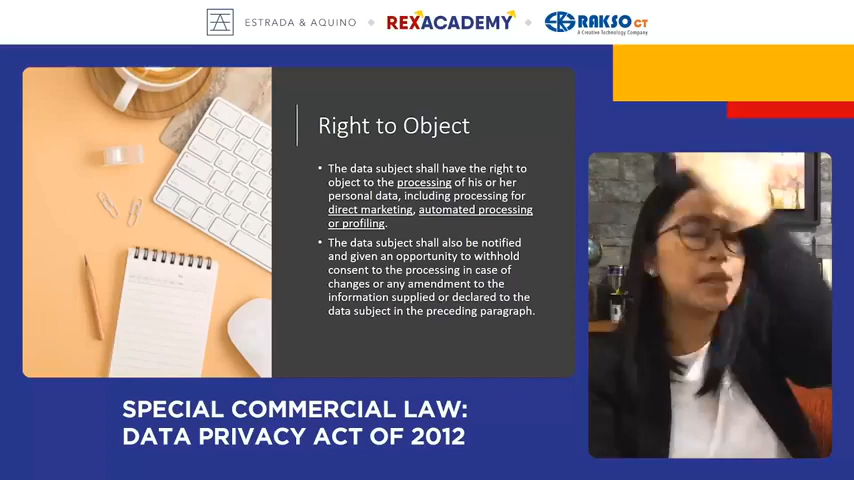 ESTRADA & AQUINO
REXACADEMY
RAKSO CT
A Creative Technology Company
Right to Object
• The data subject shall have the right to
object to the processing of his or her
personal data, including processing for
direct marketing, automated processing
or profiling.
• The data subject shall also be notified
and given an opportunity to withhold
consent to the processing in case of
changes or any amendment to the
information supplied or declared to the
data subject in the preceding paragraph.
SPECIAL COMMERCIAL LAW:
DATA PRIVACY ACT OF 2012